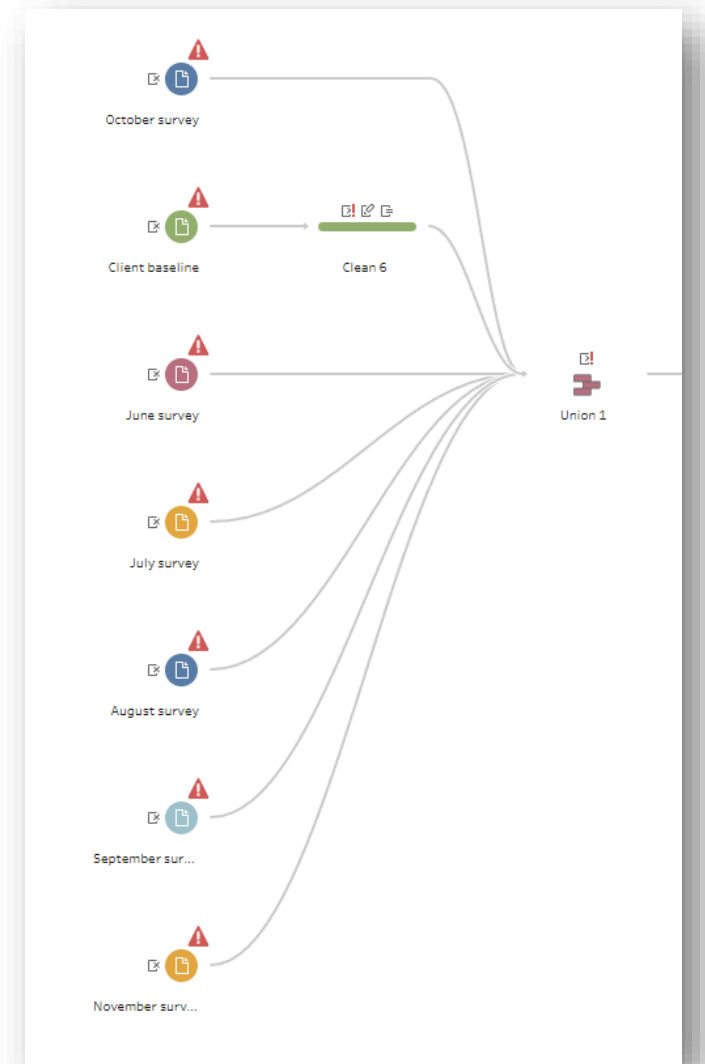 October survey
Client baseline
Clean 6
June survey
Union 1
July survey
August survey
September sur...
November surv...